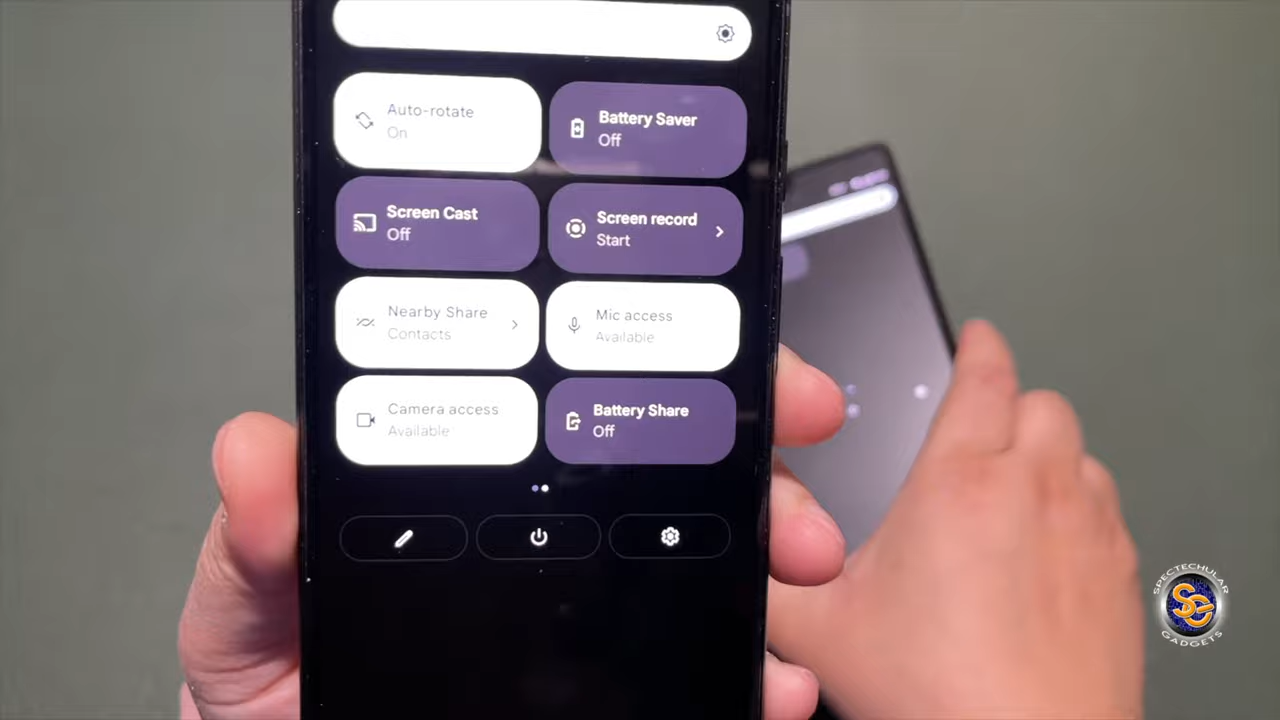 Auto-rotate
On
Battery Saver
Off
Screen Cast
Off
Screen record
Start
Nearby Share
Contacts
Mic access
Available
Camera access
Available
Battery Share
Off
SPECTECHULAR
SG
GADGETS